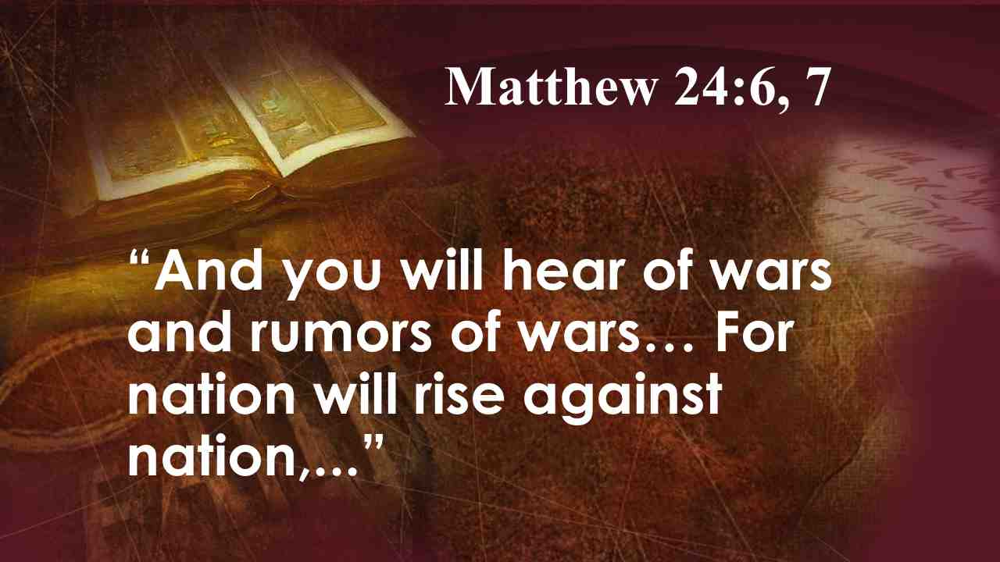 Matthew 24:6, 7
“And you will hear of wars
and rumors of wars… For
nation will rise against
nation,...”